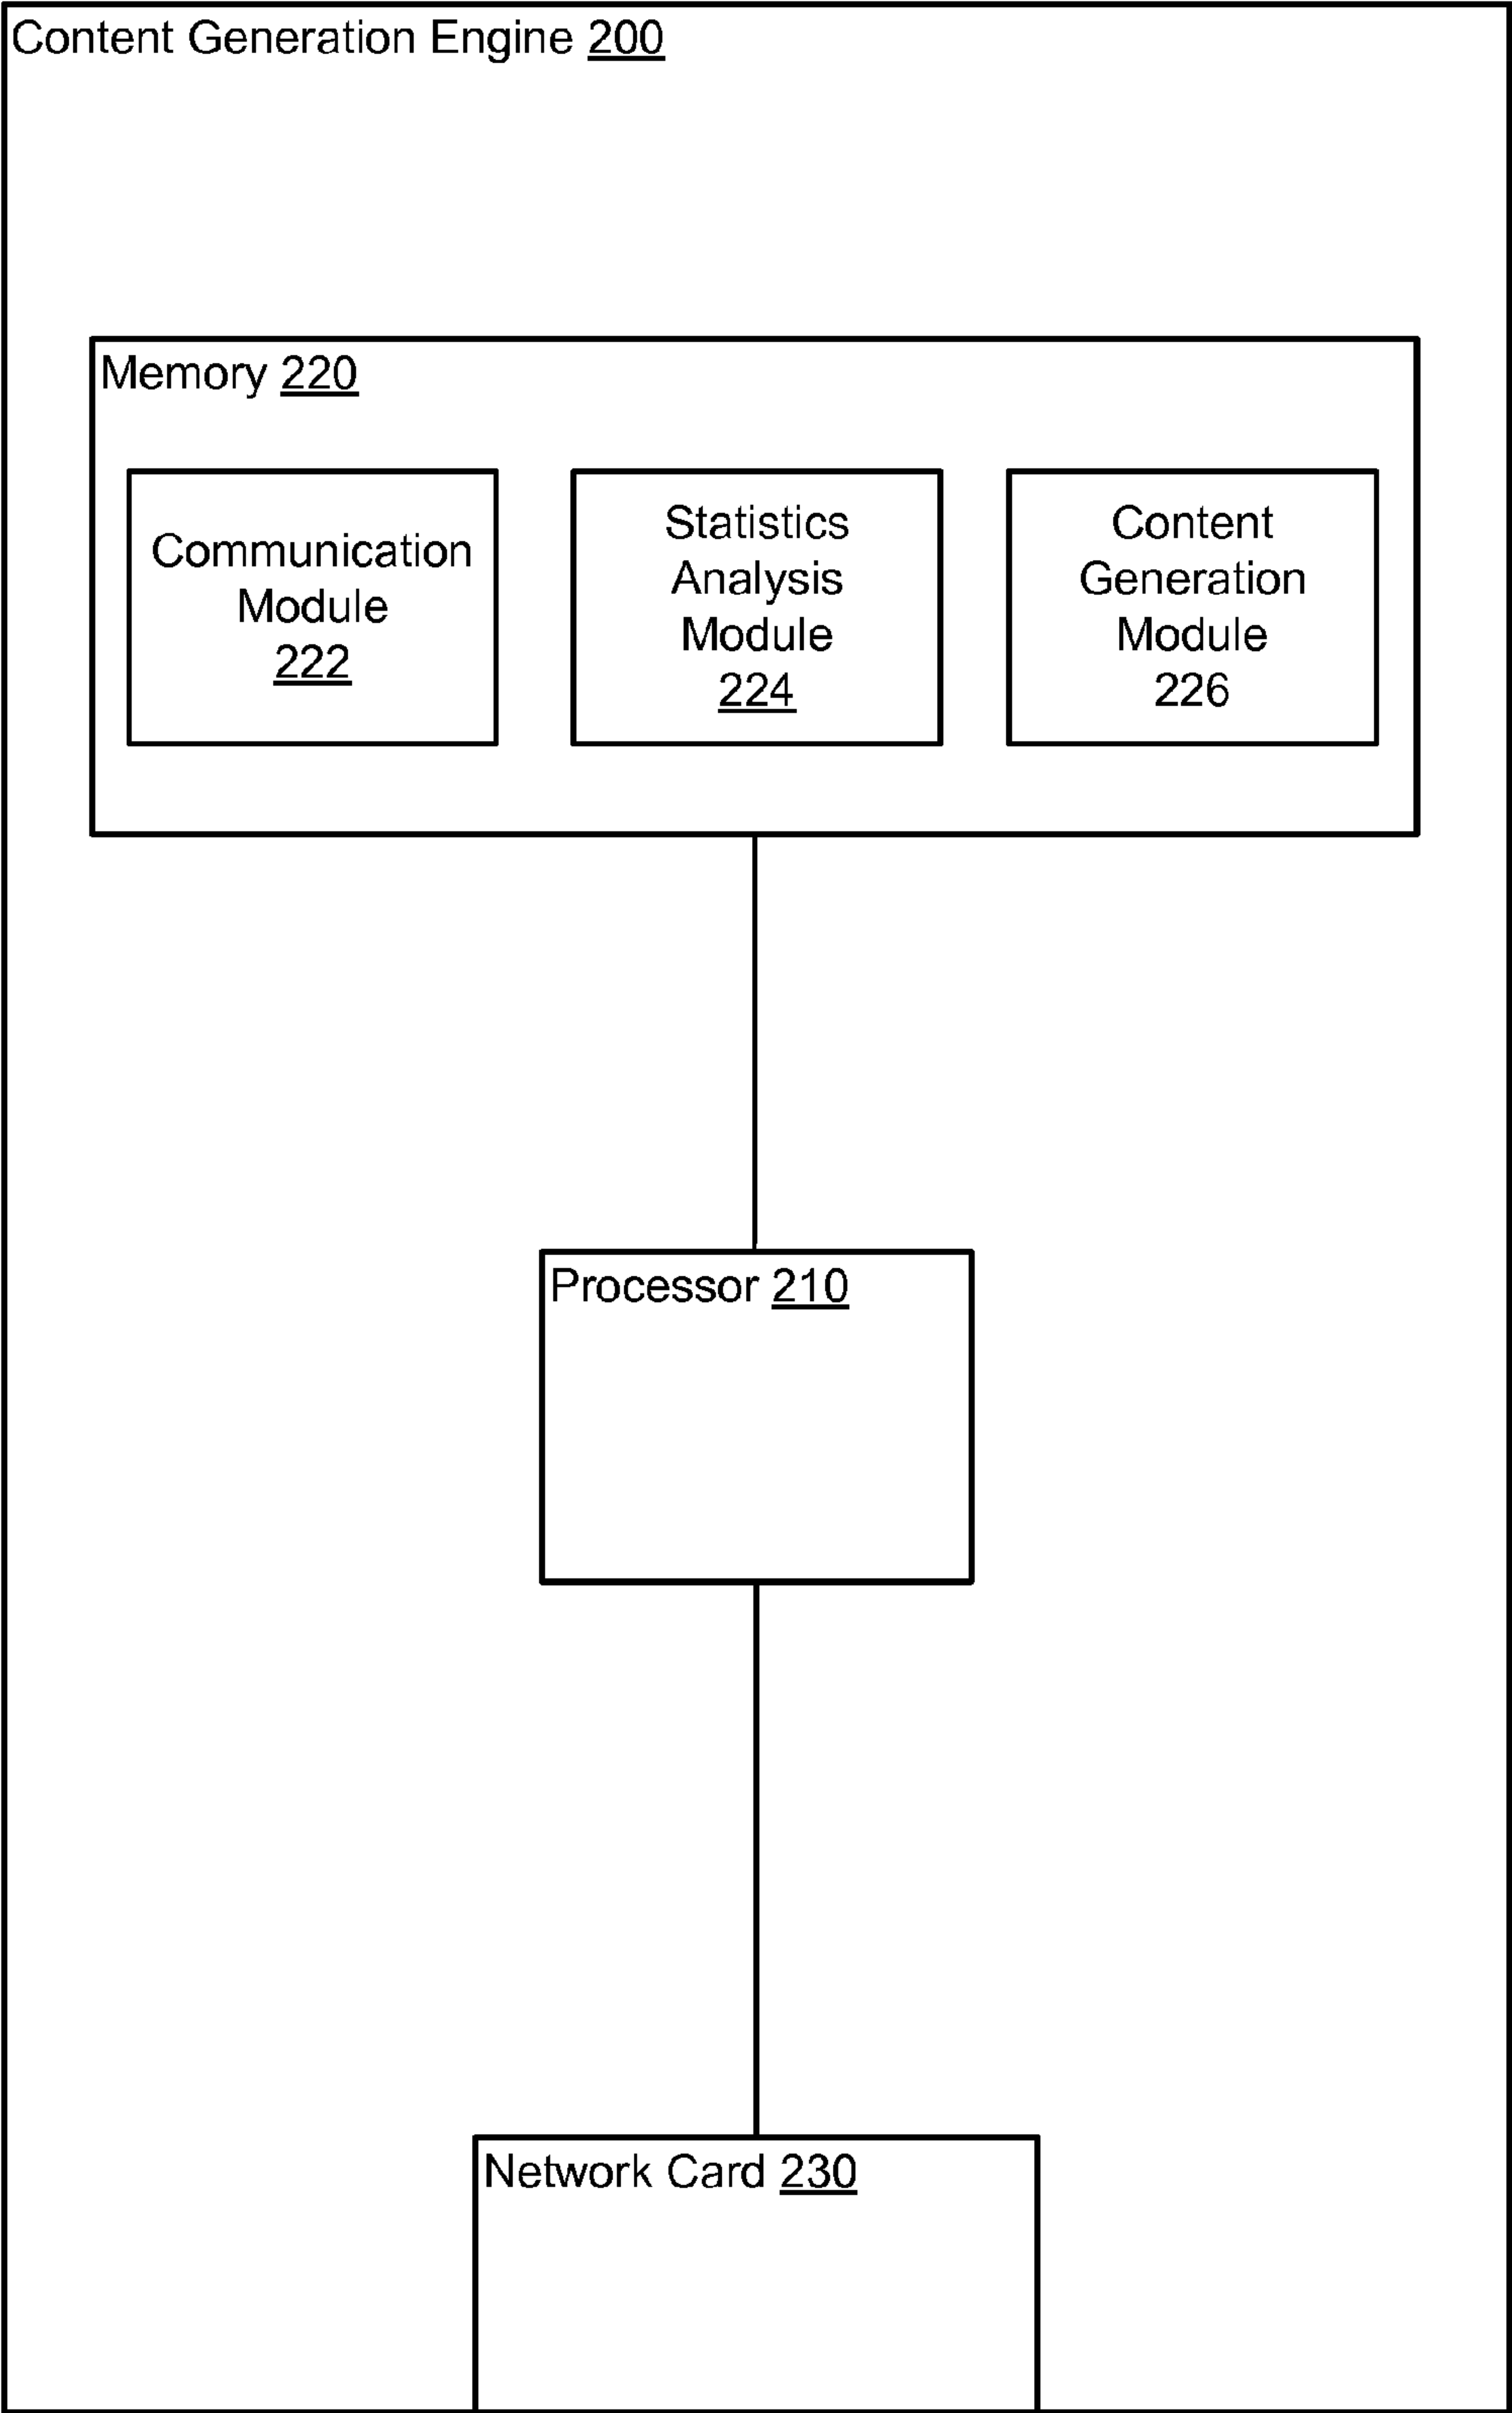 Content Generation Engine 200
Memory 220
Communication
Module
222
Statistics
Analysis
Module
224
Content
Generation
Module
226
Processor 210
Network Card 230